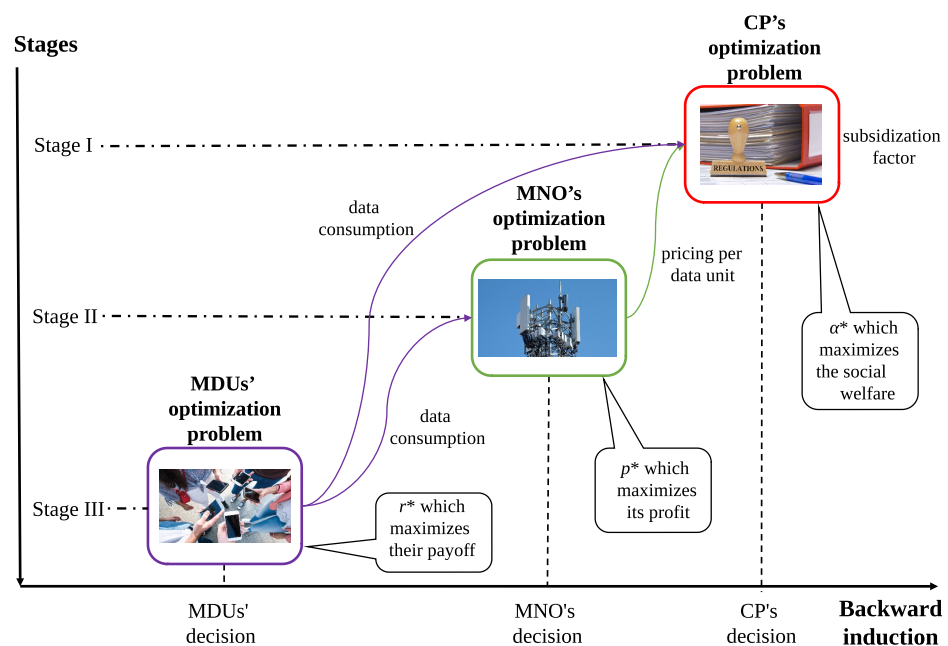 Stages
CP's
optimization
problem
Stage I
REGULATIONS
subsidization
factor
data
consumption
MNO's
optimization
problem
pricing per
data unit
Stage II
α* which
maximizes
the social
welfare
MDUs'
optimization
problem
data
consumption
p* which
maximizes
its profit
Stage III
r* which
maximizes
their payoff
MDUs'
decision
MNO's
decision
CP's
decision
Backward
induction